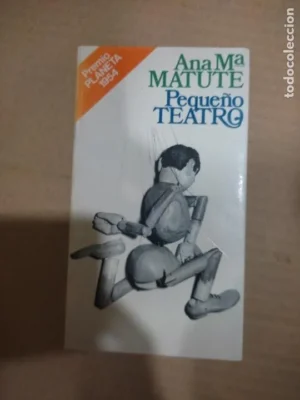 Premio
PLANETA
1954
Ana Mª
MATUTE
Pequeño
TEATRO
todocoleccion